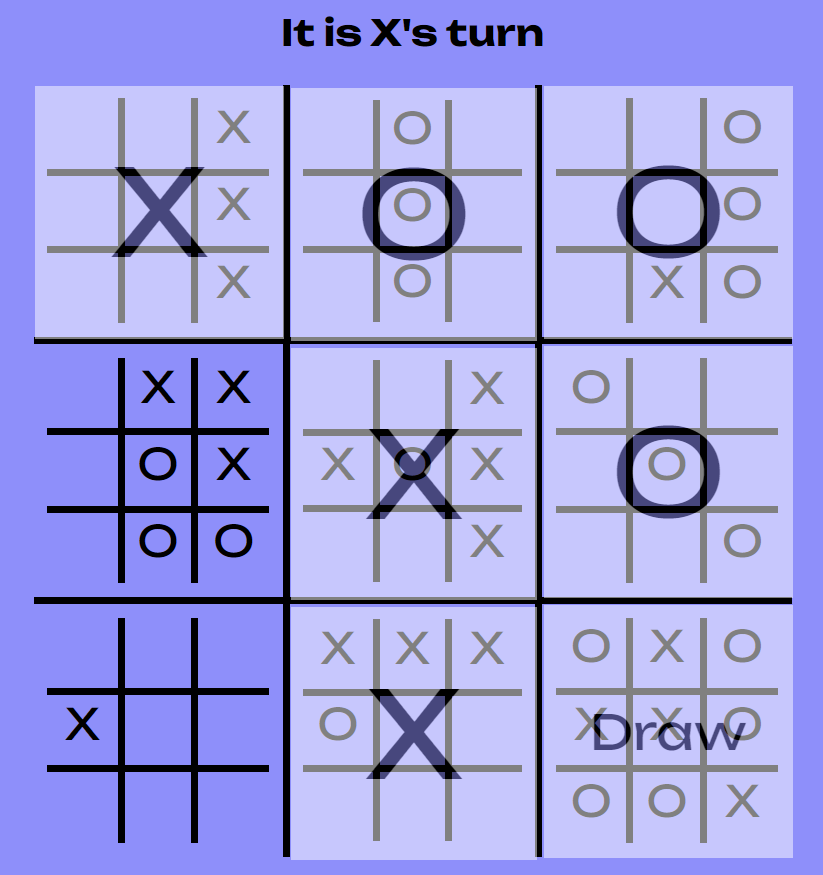 It is X's turn
X O O
X X O
O O
X O X O
X X X O
O X O O
O O X O
X X X O X O
X O X X X O
Draw
O O X